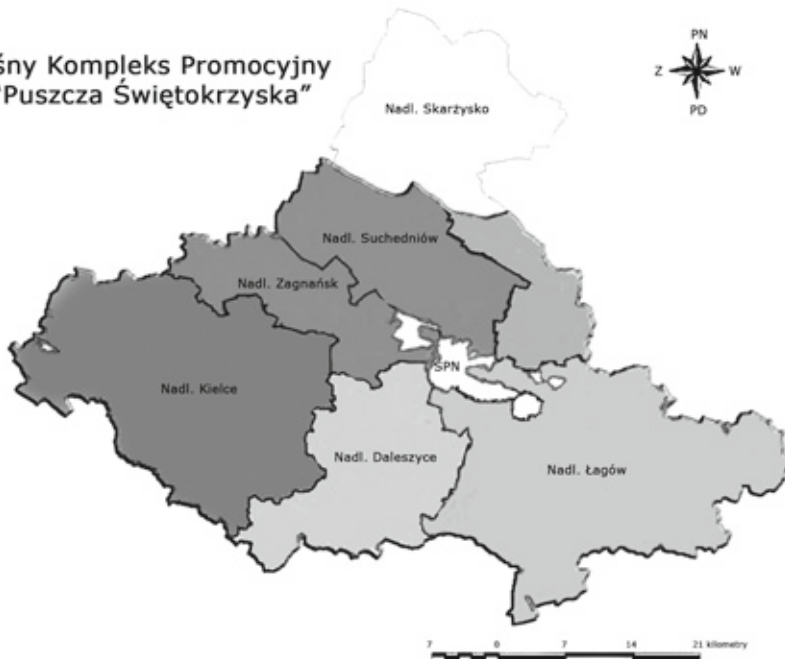 śny Kompleks Promocyjny
"Puszcza Świętokrzyska"
PN
Z W
PD
Nadl. Skarżysko
Nadl. Suchedniów
Nadl. Zagnańsk
SPN
Nadl. Kielce
Nadl. Daleszyce
Nadl. Łagów
7 0 7 14 21 kilometry